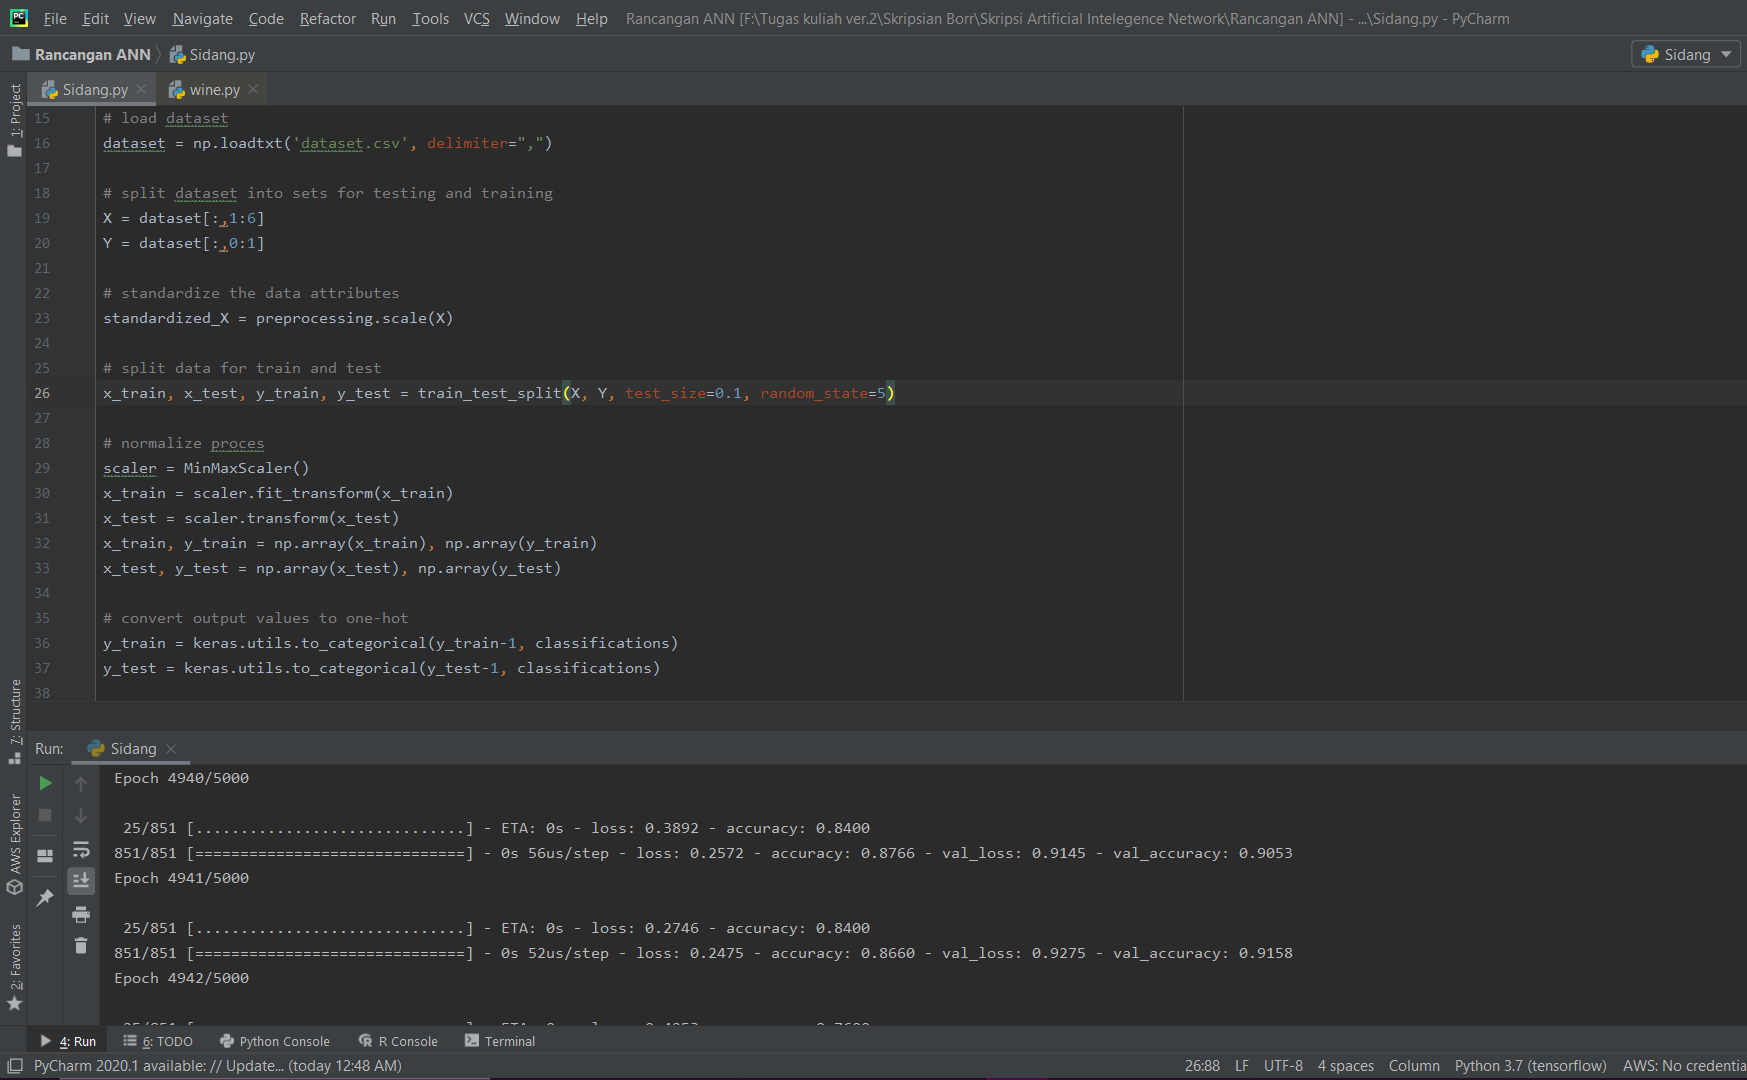 File Edit View Navigate Code Refactor Run Tools VCS Window Help Rancangan ANN [F:\Tugas kuliah ver.2\Skripsian Borr\Skripsi Artificial Intelegence Network\Rancangan ANN] - ...\Sidang.py - PyCharm
Rancangan ANN Sidang.py Sidang
Sidang.py wine.py
1: Project
15 # load dataset
16 dataset = np.loadtxt('dataset.csv', delimiter=",")
17
18 # split dataset into sets for testing and training
19 X = dataset[:,1:6]
20 Y = dataset[:,0:1]
21
22 # standardize the data attributes
23 standardized_X = preprocessing.scale(X)
24
25 # split data for train and test
26 x_train, x_test, y_train, y_test = train_test_split(X, Y, test_size=0.1, random_state=5)
27
28 # normalize proces
29 scaler = MinMaxScaler()
30 x_train = scaler.fit_transform(x_train)
31 x_test = scaler.transform(x_test)
32 x_train, y_train = np.array(x_train), np.array(y_train)
33 x_test, y_test = np.array(x_test), np.array(y_test)
34
35 # convert output values to one-hot
36 y_train = keras.utils.to_categorical(y_train-1, classifications)
37 y_test = keras.utils.to_categorical(y_test-1, classifications)
38
7: Structure
AWS Explorer
2: Favorites
Run: Sidang
Epoch 4940/5000
25/851 [..............................] - ETA: 0s - loss: 0.3892 - accuracy: 0.8400
851/851 [==============================] - 0s 56us/step - loss: 0.2572 - accuracy: 0.8766 - val_loss: 0.9145 - val_accuracy: 0.9053
Epoch 4941/5000
25/851 [..............................] - ETA: 0s - loss: 0.2746 - accuracy: 0.8400
851/851 [==============================] - 0s 52us/step - loss: 0.2475 - accuracy: 0.8660 - val_loss: 0.9275 - val_accuracy: 0.9158
Epoch 4942/5000
4: Run 6: TODO Python Console R Console Terminal
PyCharm 2020.1 available: // Update... (today 12:48 AM) 26:88 LF UTF-8 4 spaces Column Python 3.7 (tensorflow) AWS: No credentia